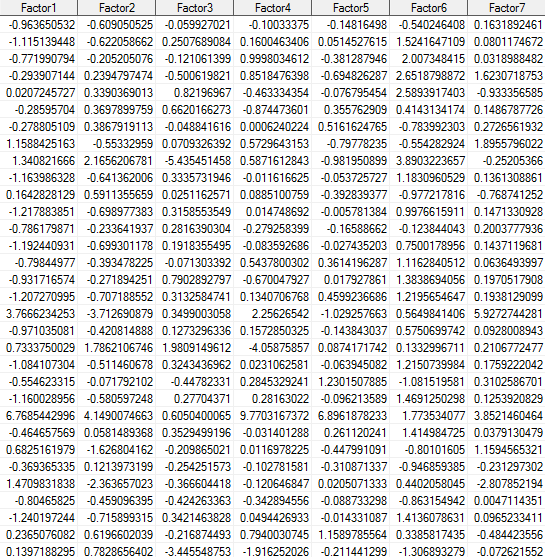 Factor1 Factor2 Factor3 Factor4 Factor5 Factor6 Factor7
-0.963650532 -0.609050525 -0.059927021 -0.10033375 -0.14816498 -0.540246408 0.1631892461
-1.115139448 -0.622058662 0.2507689084 0.1600463406 0.0514527615 1.5241647109 0.0801174672
-0.771990794 -0.205205076 -0.121061399 0.9998034612 -0.381287946 2.007348415 0.0318988482
-0.293907144 0.2394797474 -0.500619821 0.8518476398 -0.694826287 2.6518798872 1.6230718753
0.0207245727 0.3390369013 0.82196967 -0.463334354 -0.076795454 2.5893917403 -0.933356585
-0.28595704 0.3697899759 0.6620166273 -0.874473601 0.355762909 0.4143134174 0.1486787726
-0.278805109 0.3867919113 -0.048841616 0.0006240224 0.5161624765 -0.783992303 0.2726561932
1.1588425163 -0.55332959 0.0709326392 0.5729643153 -0.79778235 -0.554282924 1.8955796022
1.340821666 2.1656206781 -5.435451458 0.5871612843 -0.981950899 3.8903223657 -0.25205366
-1.163986328 -0.641362006 0.3335731946 -0.011616625 -0.053725727 1.1830960529 0.1361308861
0.1642828129 0.5911355659 0.0251162571 0.0885100759 -0.392839377 -0.977217816 -0.768741252
-1.217883851 -0.698977383 0.3158553549 0.014748692 -0.005781384 0.9976615911 0.1471330928
-0.786179871 -0.233641937 0.2816390304 -0.279258399 -0.16588662 -0.123844043 0.2003777936
-1.192440931 -0.699301178 0.1918355495 -0.083592686 -0.027435203 0.7500178956 0.1437119681
-0.79844977 -0.393478225 -0.071303392 0.5437800302 0.3614196287 1.1162840512 0.0636493997
-0.931716574 -0.271894251 0.7902892797 -0.670047927 0.017927861 1.3838694056 0.1970517908
-1.207270995 -0.707188552 0.3132584741 0.1340706768 0.4599236686 1.2195654647 0.1938129099
3.7666234253 -3.712690879 0.3499003058 2.25626542 -1.029257663 0.5649841406 5.9272744281
-0.971035081 -0.420814888 0.1273296336 0.1572850325 -0.143843037 0.5750699742 0.0928008943
0.7333750029 1.7862106746 1.9809149612 -4.05875857 0.0874171742 0.1332996711 0.2106772477
-1.084107304 -0.511460678 0.3243436962 0.0231062581 -0.063945082 1.2150739984 0.1759222042
-0.554623315 -0.071792102 -0.44782331 0.2845329241 1.2301507885 -1.081519581 0.3102586701
-1.160028956 -0.580597248 0.27704371 0.28163022 -0.096213589 1.4691250298 0.1253920829
6.7685442996 4.1490074663 0.6050400065 9.7703167372 6.8961878233 1.773534077 3.8521460464
-0.464657569 0.0581489368 0.3529499196 -0.031401288 0.261120241 1.414984725 0.0379130479
0.6825161979 -1.626804162 -0.209865021 0.0116978225 -0.447991091 -0.80101605 1.1594565321
-0.369365335 0.1213973199 -0.254251573 -0.102781581 -0.310871337 -0.946859385 -0.231297302
1.4709831838 -2.363657023 -0.366604418 -0.120646847 0.0205071333 0.4402058045 -2.807852194
-0.80465825 -0.459096395 -0.424263363 -0.342894556 -0.088733298 -0.863154942 0.0047114351
-1.240197244 -0.715899315 0.3421463828 0.0494426933 -0.014331087 1.4136078631 0.0965233411
0.2365076082 0.6196602039 -0.216874493 0.7940030745 1.1589785564 0.3385817435 -0.484423556
0.1397188295 0.7828656402 -3.445548753 -1.916252026 -0.211441299 -1.306893277 -0.072621552